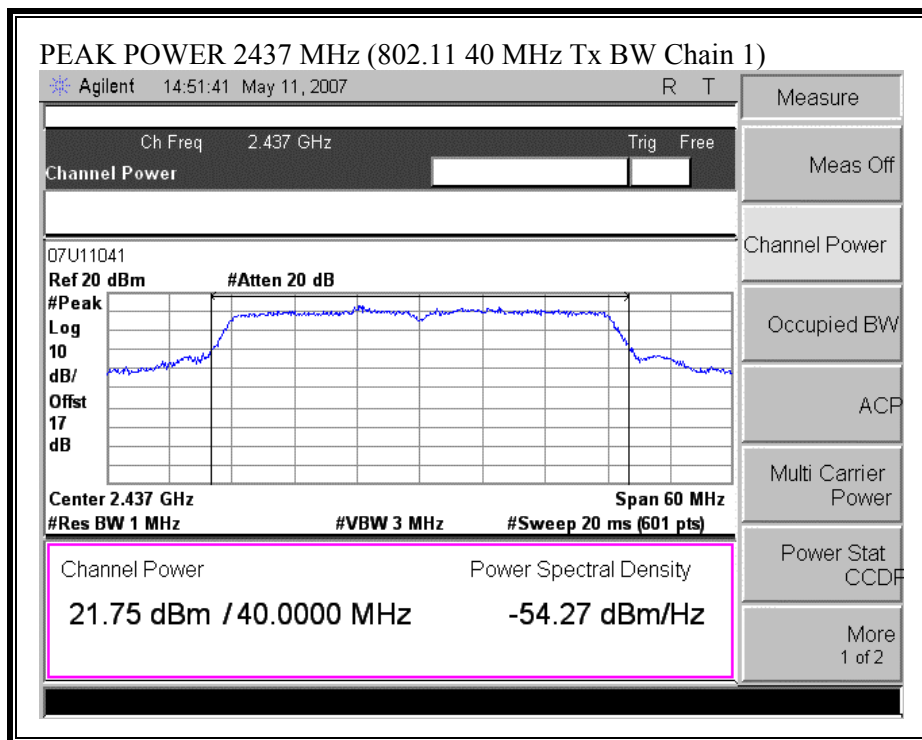 PEAK POWER 2437 MHz (802.11 40 MHz Tx BW Chain 1)
Agilent 14:51:41 May 11, 2007 R T
Measure
Ch Freq 2.437 GHz Trig Free
Channel Power
Meas Off
Channel Power
07U11041
Ref 20 dBm #Atten 20 dB
#Peak
Log
10
dB/
Offst
17
dB
Occupied BW
ACP
Center 2.437 GHz Span 60 MHz
#Res BW 1 MHz #VBW 3 MHz #Sweep 20 ms (601 pts)
Multi Carrier
Power
Channel Power Power Spectral Density
21.75 dBm / 40.0000 MHz -54.27 dBm/Hz
Power Stat
CCDF
More
1 of 2